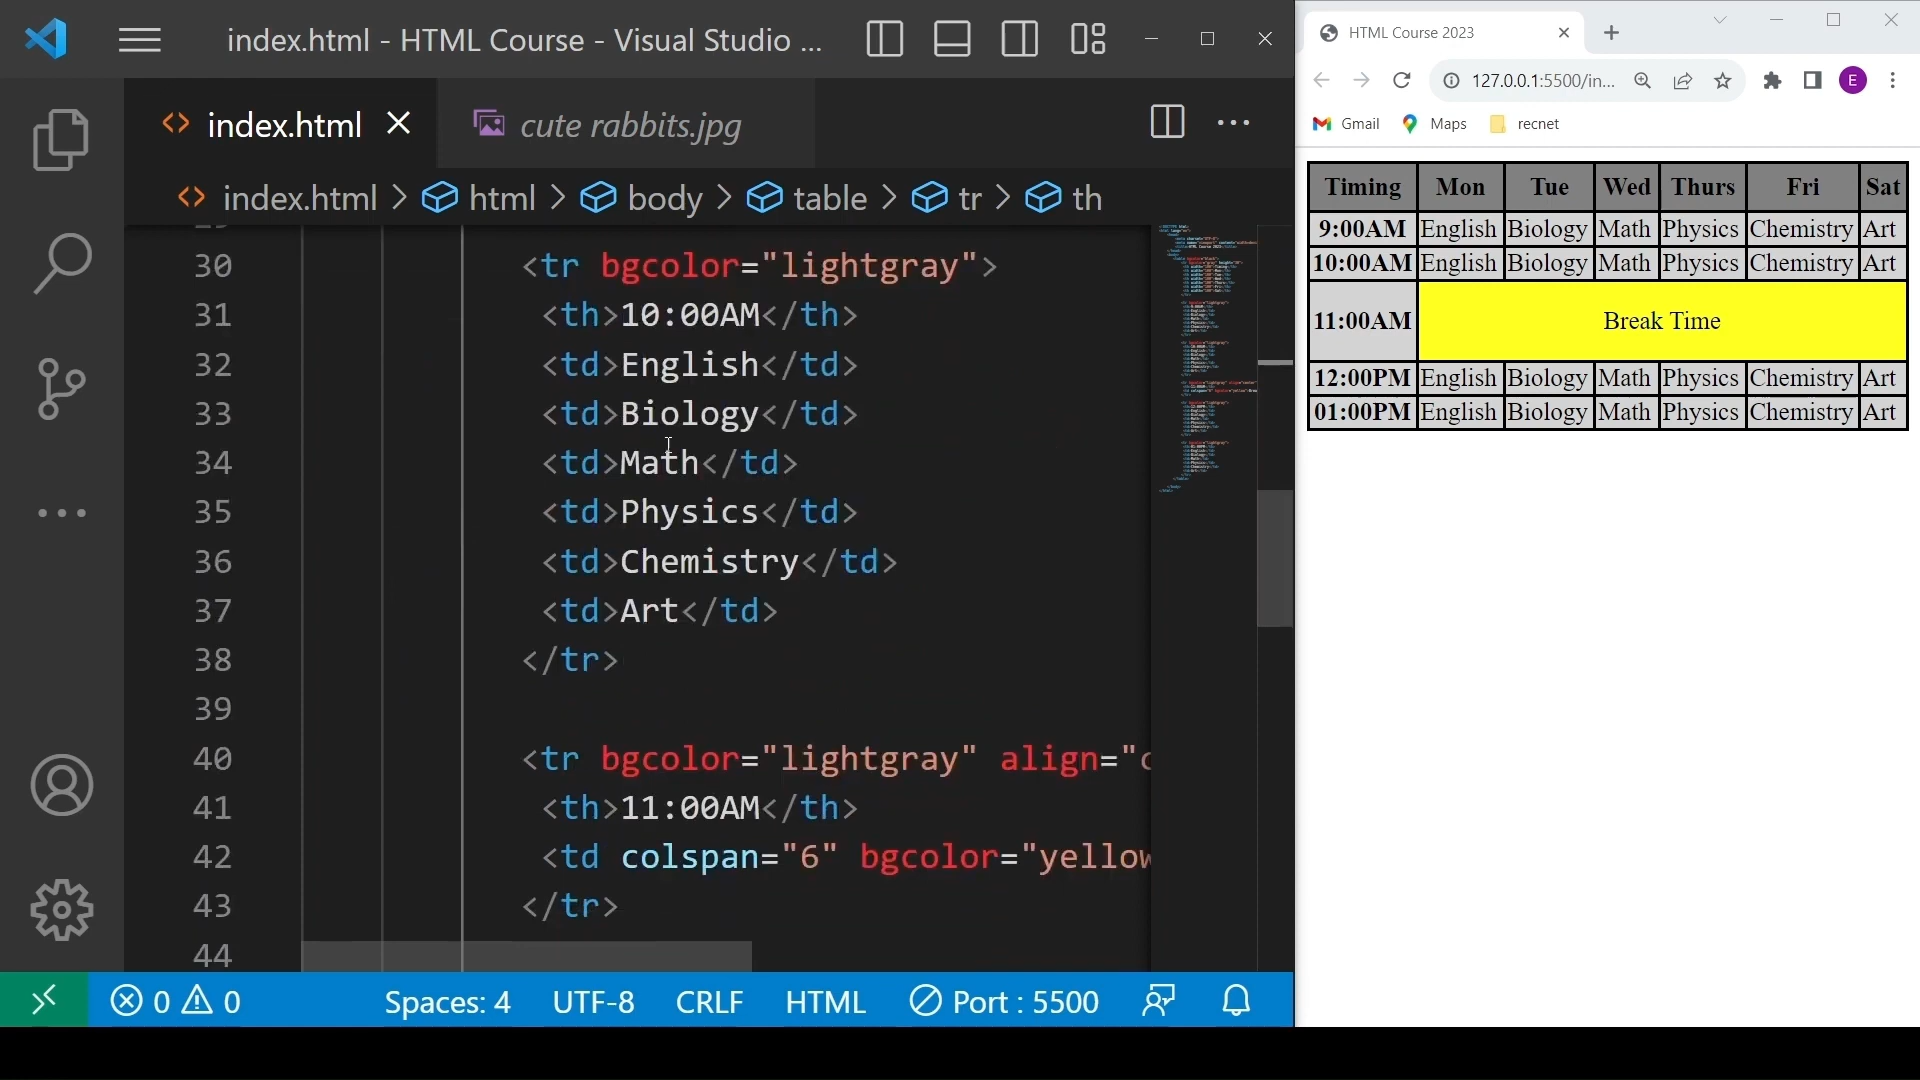 index.html - HTML Course - Visual Studio ...
index.html
cute rabbits.jpg
index.html > html > body > table > tr > th
30 <tr bgcolor="lightgray">
31 <th>10:00AM</th>
32 <td>English</td>
33 <td>Biology</td>
34 <td>Math</td>
35 <td>Physics</td>
36 <td>Chemistry</td>
37 <td>Art</td>
38 </tr>
39
40 <tr bgcolor="lightgray" align="c
41 <th>11:00AM</th>
42 <td colspan="6" bgcolor="yellow
43 </tr>
44
0 0 Spaces: 4 UTF-8 CRLF HTML Port : 5500
HTML Course 2023
127.0.0.1:5500/in... E
Gmail Maps recnet
Timing Mon Tue Wed Thurs Fri Sat
9:00AM English Biology Math Physics Chemistry Art
10:00AM English Biology Math Physics Chemistry Art
11:00AM Break Time
12:00PM English Biology Math Physics Chemistry Art
01:00PM English Biology Math Physics Chemistry Art